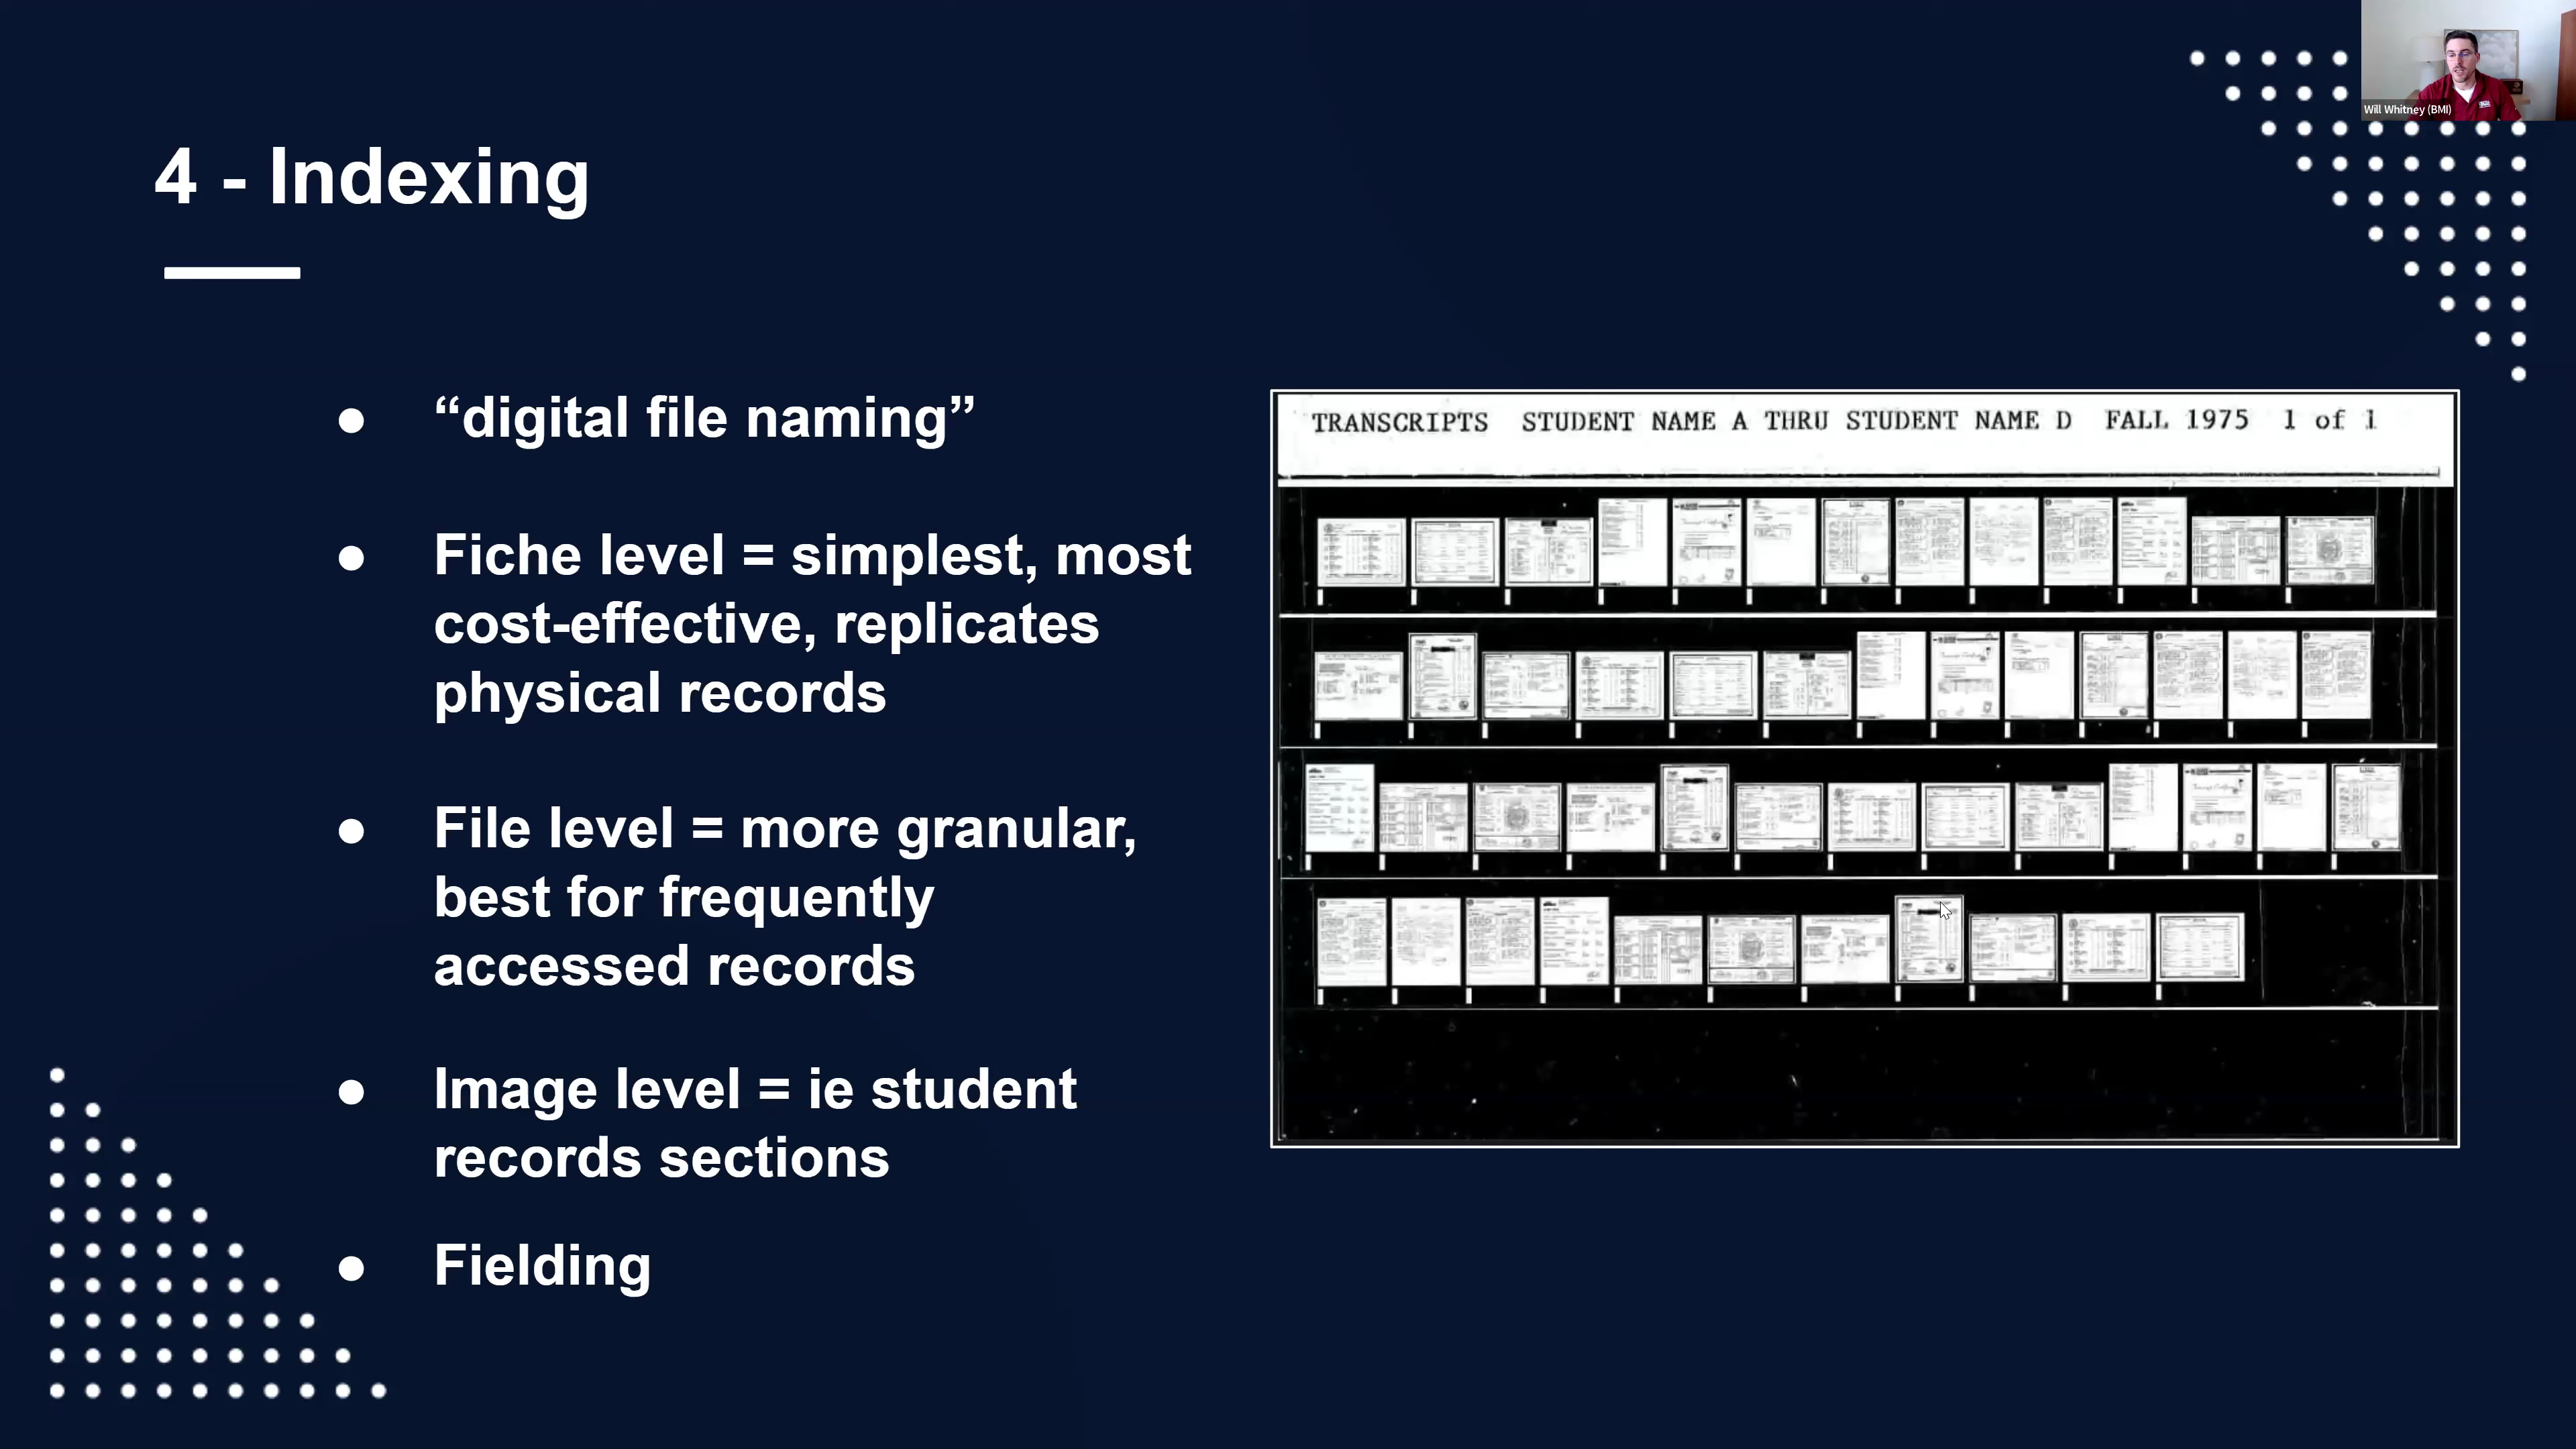 Will Whitney (BMI)
4 - Indexing
● “digital file naming”
● Fiche level = simplest, most
cost-effective, replicates
physical records
● File level = more granular,
best for frequently
accessed records
● Image level = ie student
records sections
● Fielding
TRANSCRIPTS STUDENT NAME A THRU STUDENT NAME D FALL 1975 1 of 1